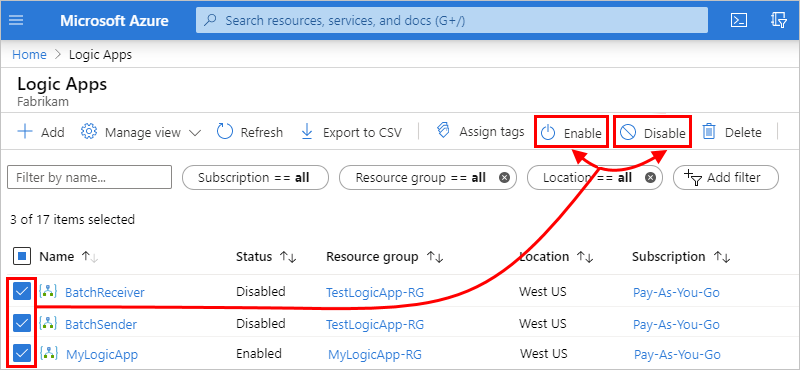 Microsoft Azure Search resources, services, and docs (G+/)
Home > Logic Apps
Logic Apps
Fabrikam
+ Add Manage view Refresh Export to CSV Assign tags Enable Disable Delete
Filter by name... Subscription == all Resource group == all Location == all Add filter
3 of 17 items selected
Name Status Resource group Location Subscription
BatchReceiver Disabled TestLogicApp-RG West US Pay-As-You-Go
BatchSender Disabled TestLogicApp-RG West US Pay-As-You-Go
MyLogicApp Enabled MyLogicApp-RG West US Pay-As-You-Go